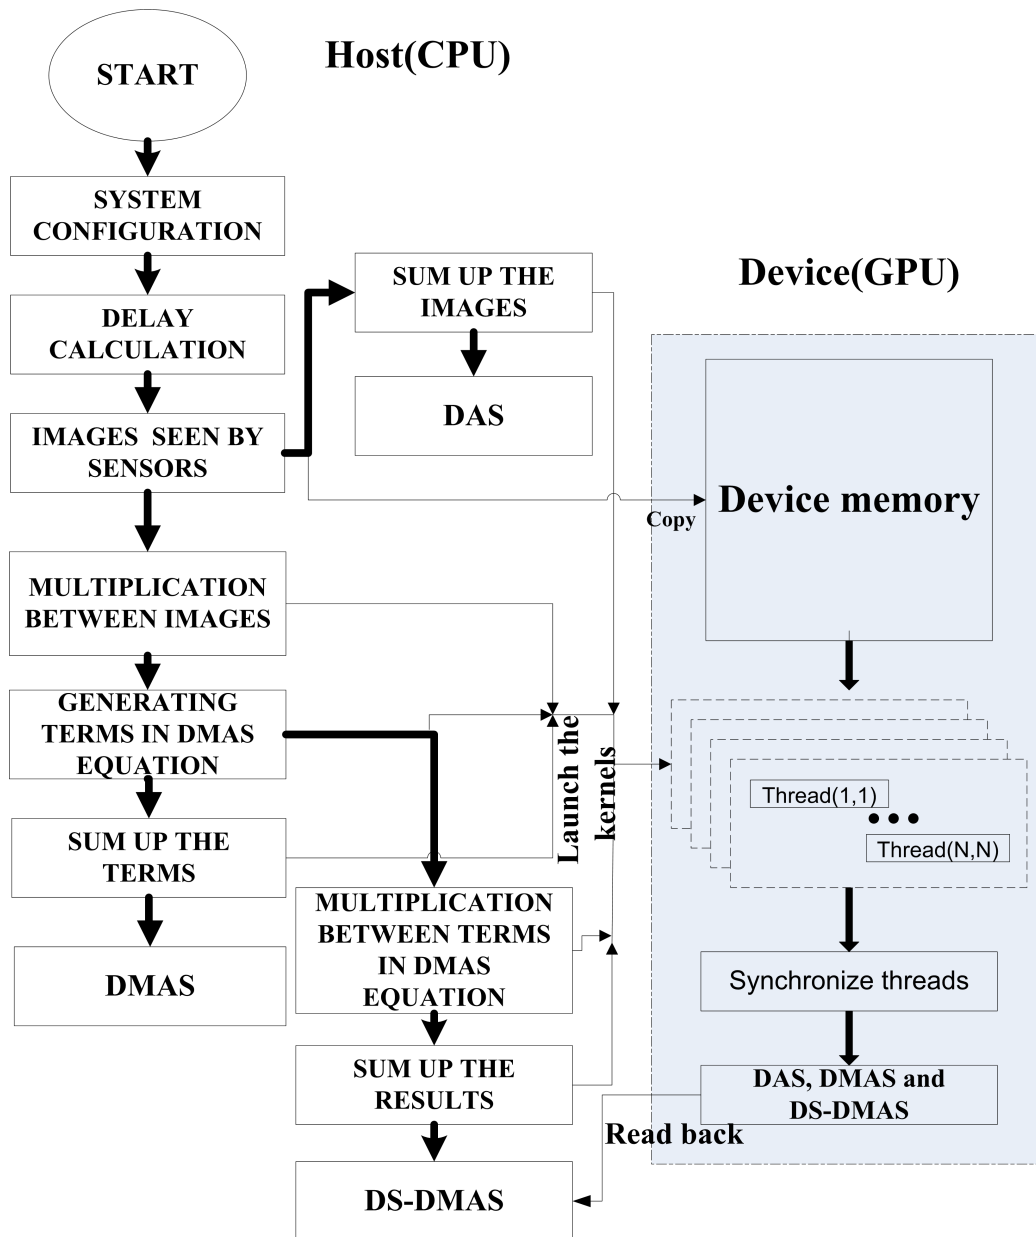 Host(CPU)
START
SYSTEM
CONFIGURATION
DELAY
CALCULATION
IMAGES SEEN BY
SENSORS
SUM UP THE
IMAGES
DAS
MULTIPLICATION
BETWEEN IMAGES
GENERATING
TERMS IN DMAS
EQUATION
SUM UP THE
TERMS
DMAS
MULTIPLICATION
BETWEEN TERMS
IN DMAS
EQUATION
SUM UP THE
RESULTS
DS-DMAS
Launch the
kernels
Copy
Device(GPU)
Device memory
Thread(1,1)
Thread(N,N)
Synchronize threads
DAS, DMAS and
DS-DMAS
Read back